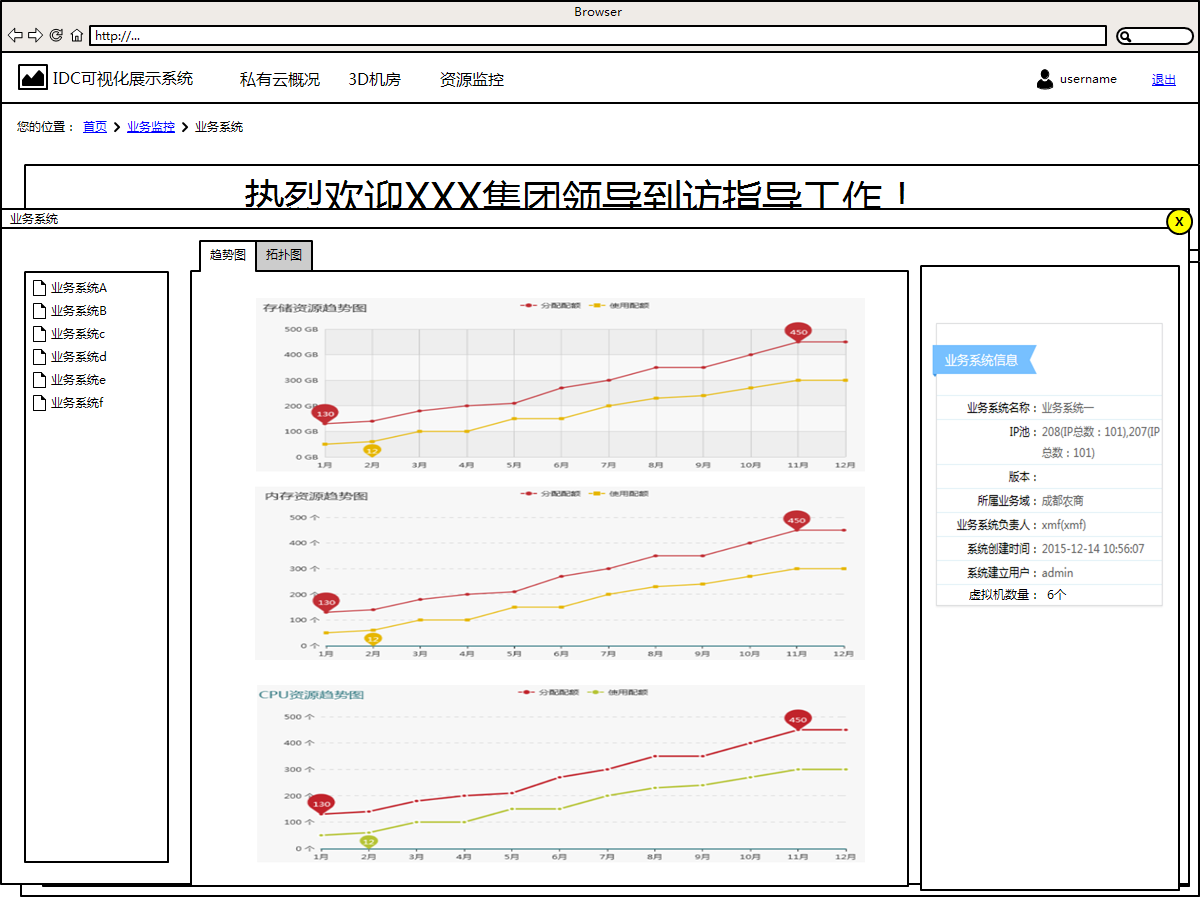 Browser
http://...
IDC可视化展示系统 私有云概况 3D机房 资源监控 username 退出
您的位置： 首页 业务监控 业务系统
热烈欢迎XXX集团领导到访指导工作！
业务系统
X
趋势图 拓扑图
业务系统A
业务系统B
业务系统c
业务系统d
业务系统e
业务系统f
存储资源趋势图
分配配额 使用配额
500 GB
400 GB
300 GB
200 GB
100 GB
0 GB
130
12
450
1月 2月 3月 4月 5月 6月 7月 8月 9月 10月 11月 12月
内存资源趋势图
分配配额 使用配额
500 个
400 个
300 个
200 个
100 个
0 个
130
12
450
1月 2月 3月 4月 5月 6月 7月 8月 9月 10月 11月 12月
CPU资源趋势图
分配配额 使用配额
500 个
400 个
300 个
200 个
100 个
0 个
130
12
450
1月 2月 3月 4月 5月 6月 7月 8月 9月 10月 11月 12月
业务系统信息
业务系统名称： 业务系统一
IP池： 208(IP总数：101),207(IP
总数：101)
版本：
所属业务域： 成都农商
业务系统负责人： xmf(xmf)
系统创建时间： 2015-12-14 10:56:07
系统建立用户： admin
虚拟机数量： 6个